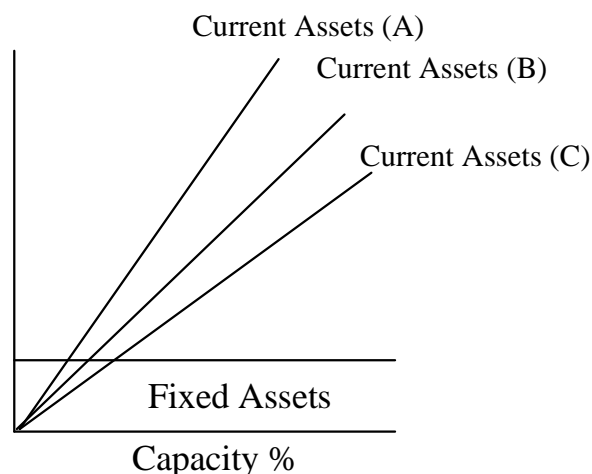 Current Assets (A)
Current Assets (B)
Current Assets (C)
Fixed Assets
Capacity %